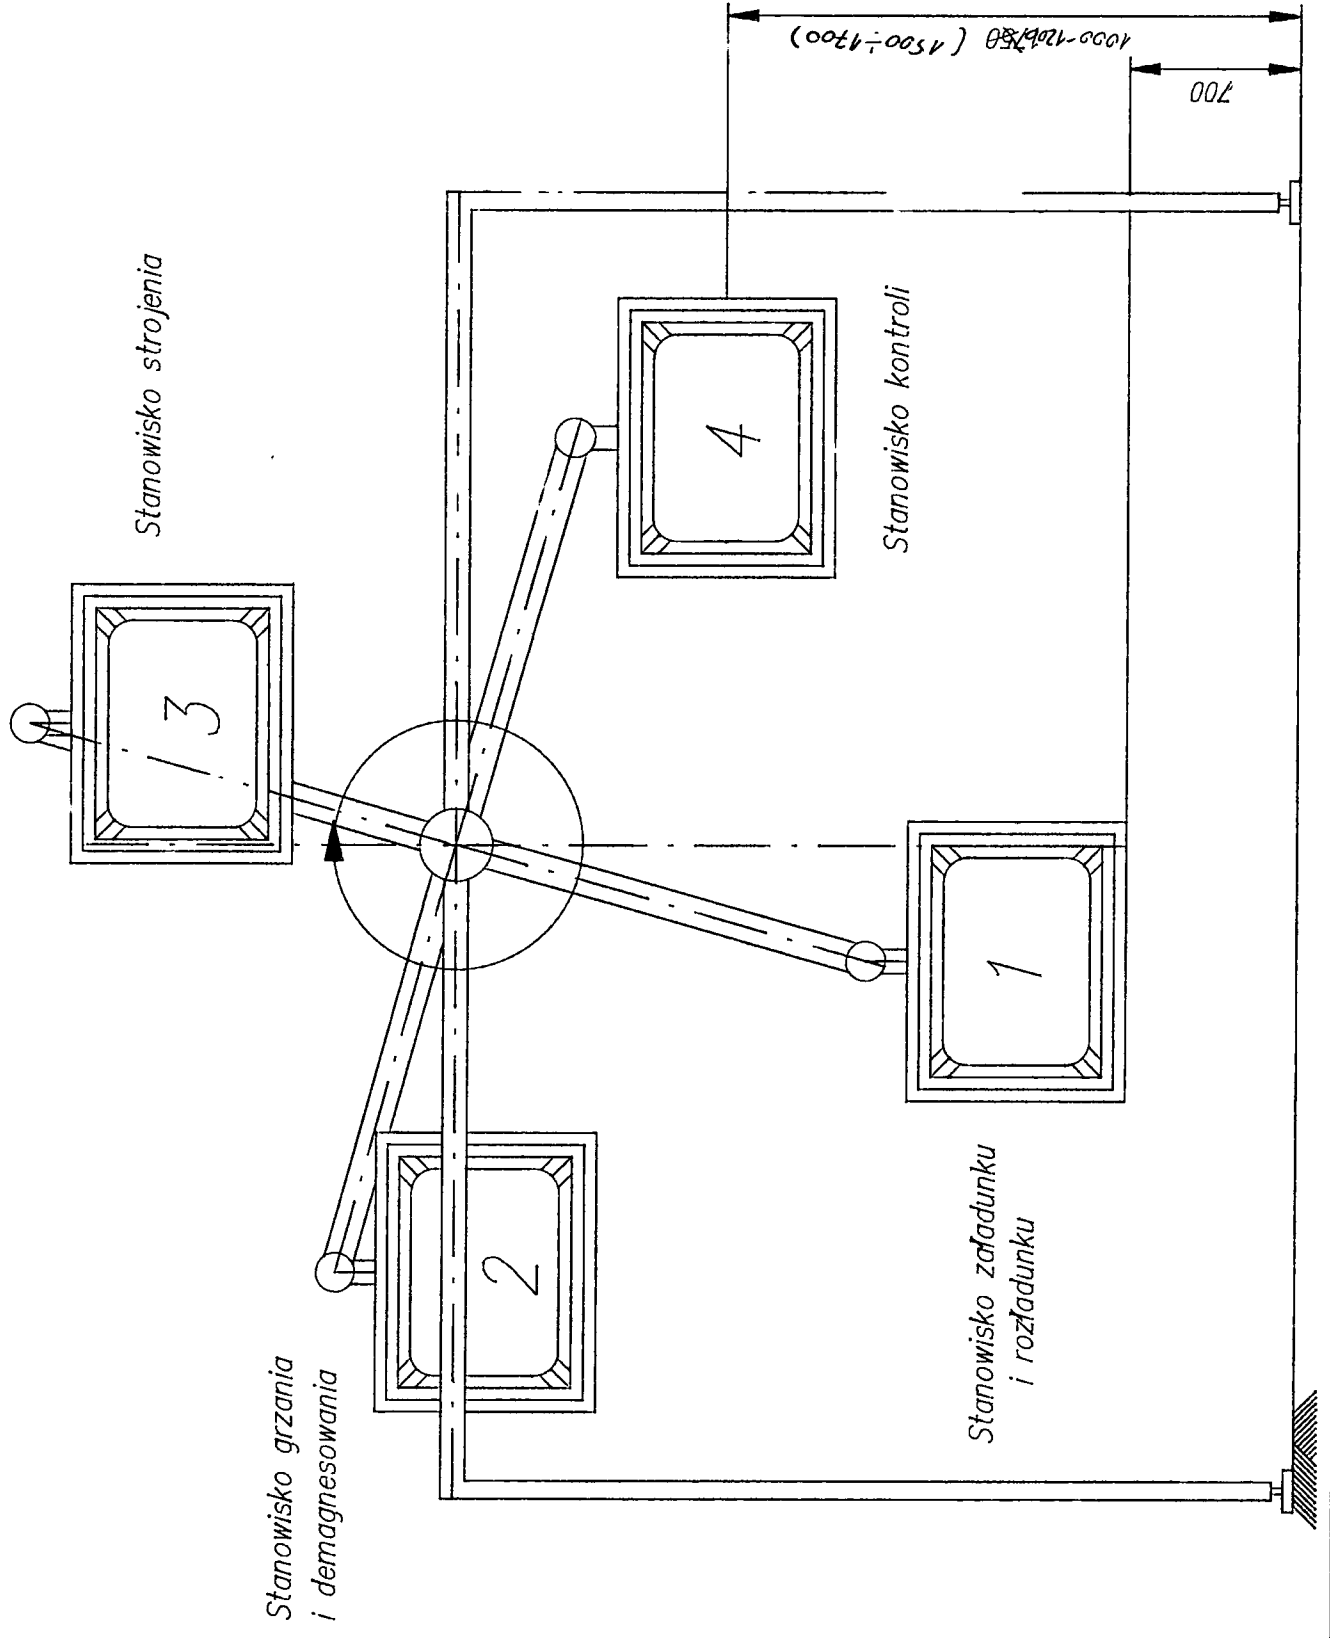 Stanowisko strojenia
3
Stanowisko grzania
i demagnesowania
2
4
Stanowisko kontroli
1
Stanowisko załadunku
i rozładunku
700
(1500÷1700)